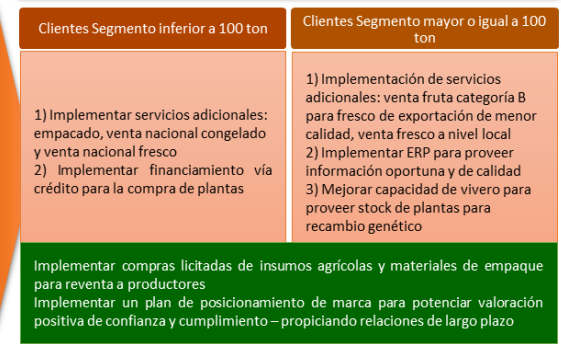 Clientes Segmento inferior a 100 ton
Clientes Segmento mayor o igual a 100
ton
1) Implementar servicios adicionales:
empacado, venta nacional congelado
y venta nacional fresco
2) Implementar financiamiento vía
crédito para la compra de plantas
1) Implementación de servicios
adicionales: venta fruta categoría B
para fresco de exportación de menor
calidad, venta fresco a nivel local
2) Implementar ERP para proveer
información oportuna y de calidad
3) Mejorar capacidad de vivero para
proveer stock de plantas para
recambio genético
Implementar compras licitadas de insumos agrícolas y materiales de empaque
para reventa a productores
Implementar un plan de posicionamiento de marca para potenciar valoración
positiva de confianza y cumplimiento – propiciando relaciones de largo plazo